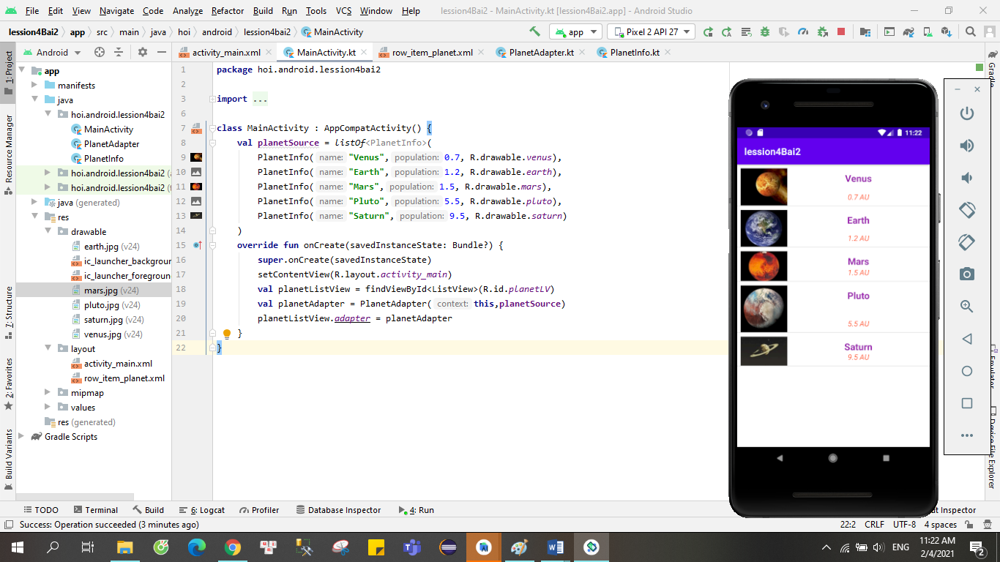 File Edit View Navigate Code Analyze Refactor Build Run Tools VCS Window Help lession4Bai2 - MainActivity.kt [lession4Bai2.app] - Android Studio
lession4Bai2 app src main java hoi android lession4bai2 MainActivity app Pixel 2 API 27
Android activity_main.xml MainActivity.kt row_item_planet.xml PlanetAdapter.kt PlanetInfo.kt
1: Project
Resource Manager
7: Structure
2: Favorites
Build Variants
app
manifests
java
hoi.android.lession4bai2
MainActivity
PlanetAdapter
PlanetInfo
hoi.android.lession4bai2 (
hoi.android.lession4bai2 (
java (generated)
res
drawable
earth.jpg (v24)
ic_launcher_backgroun
ic_launcher_foreground
mars.jpg (v24)
pluto.jpg (v24)
saturn.jpg (v24)
venus.jpg (v24)
layout
activity_main.xml
row_item_planet.xml
mipmap
values
res (generated)
Gradle Scripts
1 package hoi.android.lession4bai2
2
3 import ...
6
7 class MainActivity : AppCompatActivity() {
8 val planetSource = listOf<PlanetInfo>(
9 PlanetInfo( name: "Venus", population: 0.7, R.drawable.venus),
10 PlanetInfo( name: "Earth", population: 1.2, R.drawable.earth),
11 PlanetInfo( name: "Mars", population: 1.5, R.drawable.mars),
12 PlanetInfo( name: "Pluto", population: 5.5, R.drawable.pluto),
13 PlanetInfo( name: "Saturn", population: 9.5, R.drawable.saturn)
14 )
15 override fun onCreate(savedInstanceState: Bundle?) {
16 super.onCreate(savedInstanceState)
17 setContentView(R.layout.activity_main)
18 val planetListView = findViewById<ListView>(R.id.planetLV)
19 val planetAdapter = PlanetAdapter( context: this,planetSource)
20 planetListView.adapter = planetAdapter
21 }
22 }
11:22
lession4Bai2
Venus
0.7 AU
Earth
1.2 AU
Mars
1.5 AU
Pluto
5.5 AU
Saturn
9.5 AU
Gradle
Emulator
Device File Explorer
TODO Terminal Build 6: Logcat Profiler Database Inspector 4: Run ut Inspector
Success: Operation succeeded (3 minutes ago) 22:2 CRLF UTF-8 4 spaces
ENG 11:22 AM
2/4/2021
2